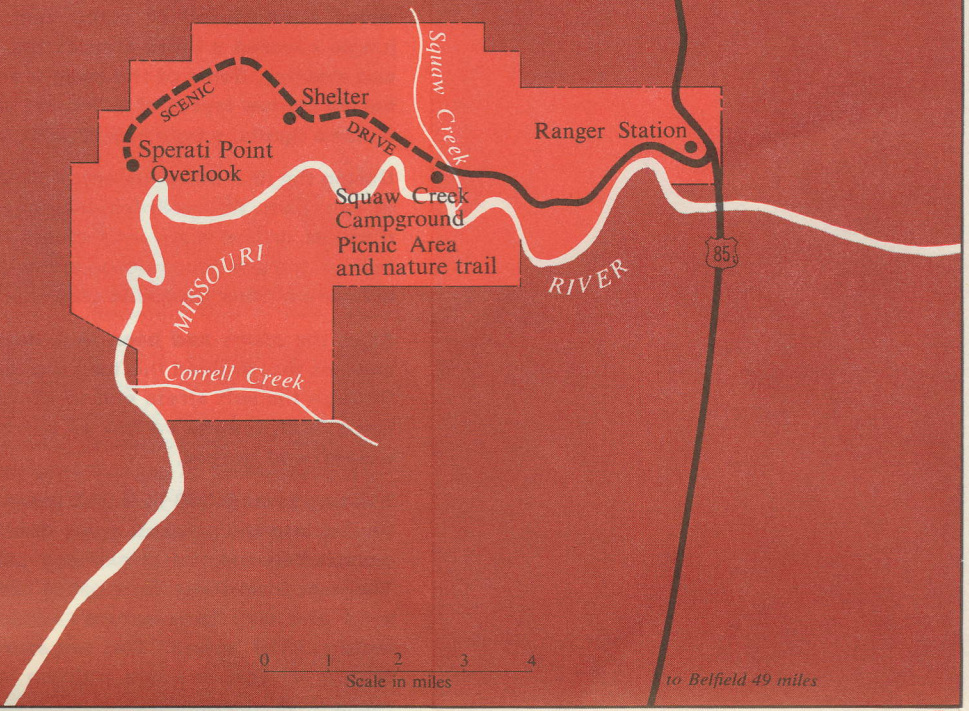 Squaw Creek
SCENIC
Shelter
DRIVE
Ranger Station
Sperati Point
Overlook
Squaw Creek
Campground
Picnic Area
and nature trail
MISSOURI
RIVER
85
Correll Creek
0 1 2 3 4
Scale in miles
to Belfield 49 miles